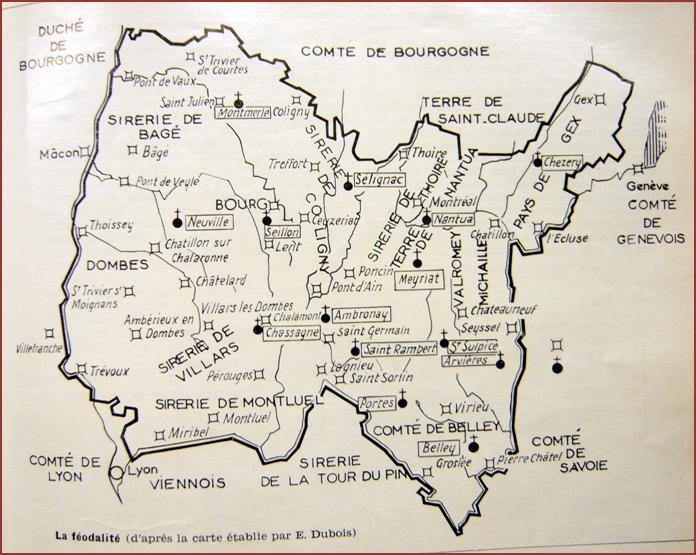 DUCHÉ
DE
BOURGOGNE
COMTE DE BOURGOGNE
St Trivier
de Courtes
Pont de Vaux
Saint Julien
Montmerle
Coligny
TERRE DE
SAINT-CLAUDE
Gex
PAYS DE GEX
SIRERIE DE
BAGÉ
Mâcon
Bâgé
Treffort
SIRERIE DE COLIGNY
Thoire
SIRERIE DE THOIRE
TERRE DE NANTUA
Chezery
Genève
COMTÉ
DE
GENEVOIS
Pont de Veyle
Sélignac
BOURG
Montréal
Thoissey
Neuville
Seillon
Ceyzeriat
Nantua
Chatillon
l'Ecluse
Lent
Chatillon sur
Chalaronne
DOMBES
Poncin
Meyriat
VALROMEY
MICHAILLE
Châtelard
Pont d'Ain
St Trivier s/
Moignans
Villars les Dombes
Chateauneuf
Ambérieux en
Dombes
Chalamont
Ambronay
Seyssel
Chassagne
Saint Germain
Villefranche
SIRERIE DE
VILLARS
Saint Rambert
St Sulpice
Arvières
Trévoux
Pérouges
Lagnieu
Saint Sorlin
SIRERIE DE MONTLUEL
Portes
Virieu
Montluel
Miribel
COMTÉ DE BELLEY
Belley
COMTÉ
DE
SAVOIE
COMTÉ DE
LYON
Lyon
VIENNOIS
SIRERIE
DE LA TOUR DU PIN
Groslée
Pierre Châtel
La féodalité (d'après la carte établie par E. Dubois)